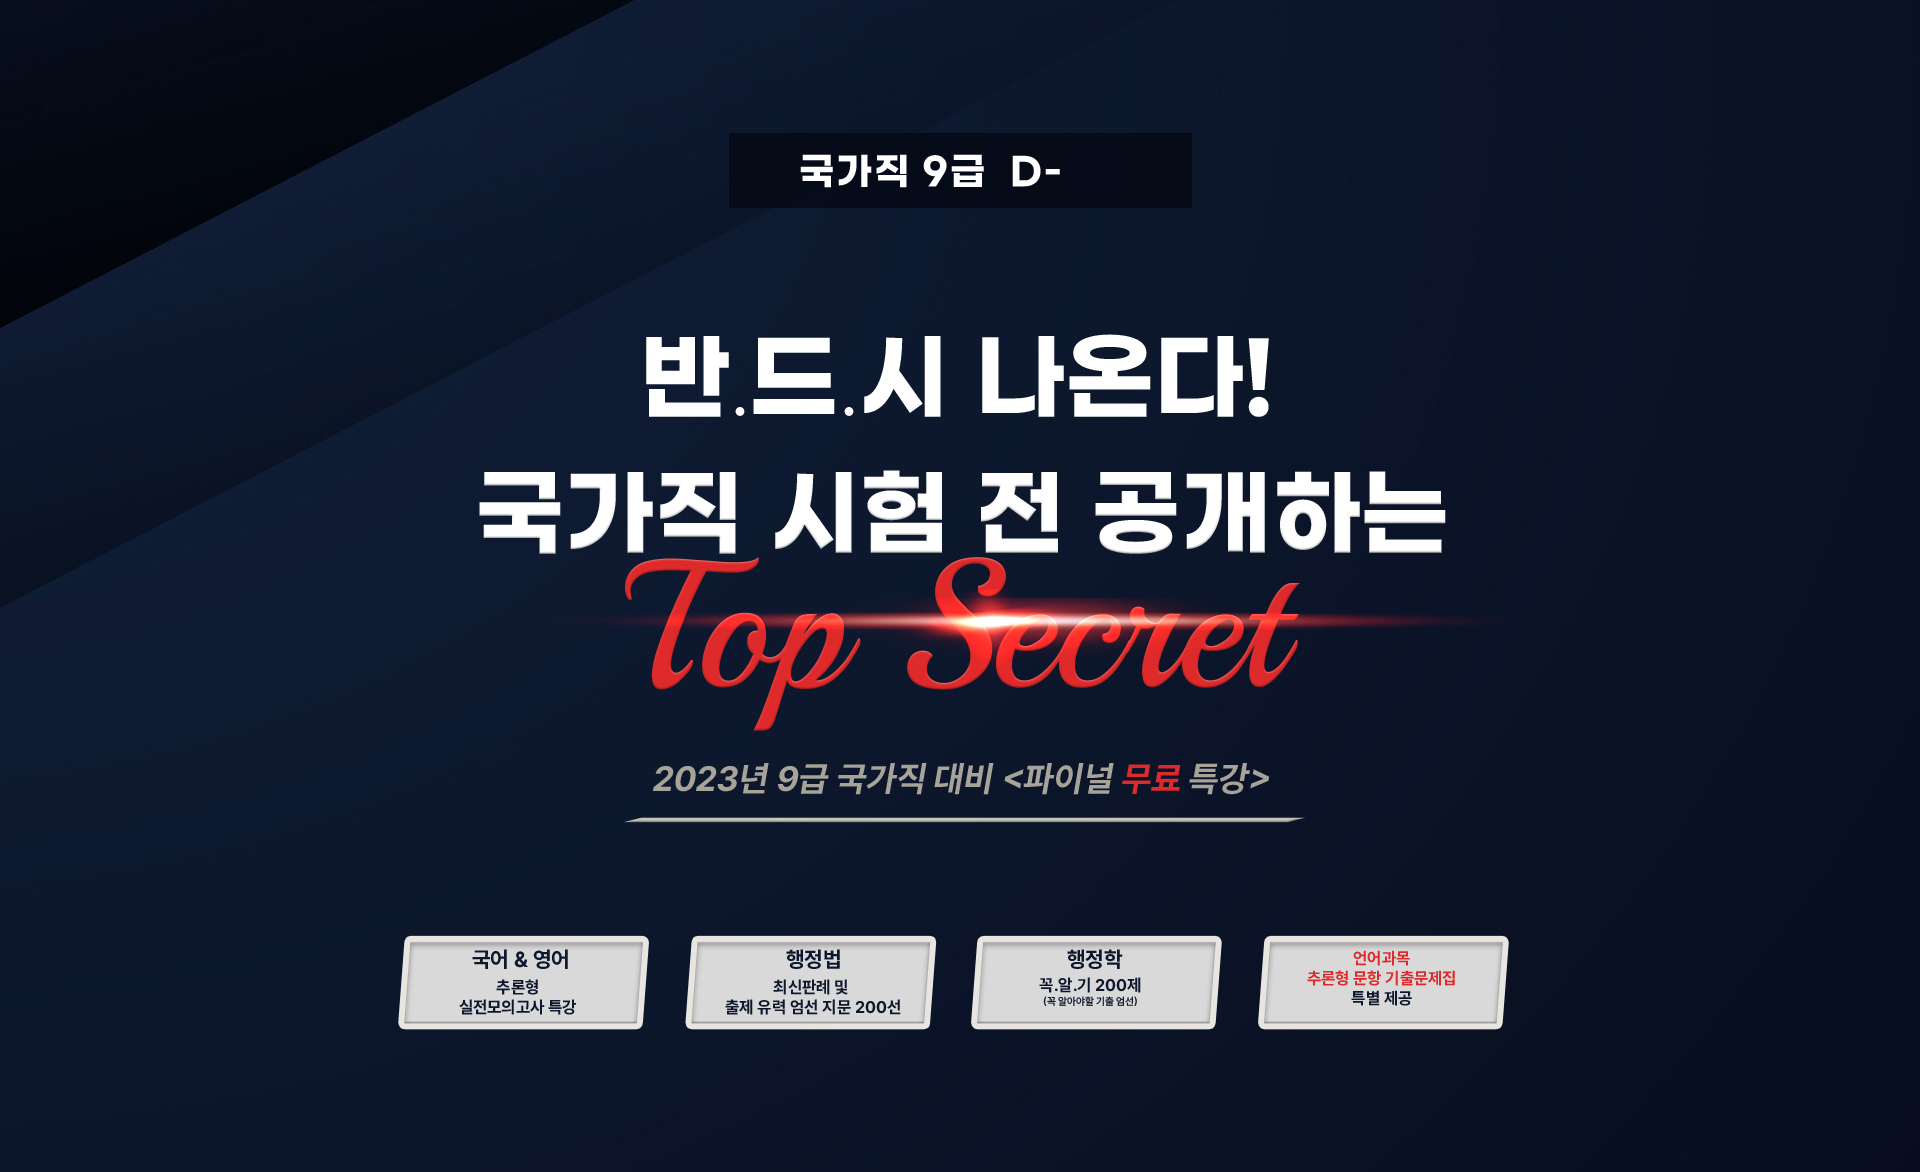 국가직 9급 D-
반.드.시 나온다!
국가직 시험 전 공개하는
Top Secret
2023년 9급 국가직 대비 <파이널 무료 특강>
국어 & 영어
추론형
실전모의고사 특강
행정법
최신판례 및
출제 유력 엄선 지문 200선
행정학
꼭.알.기 200제
(꼭 알아야할 기출 엄선)
언어과목
추론형 문항 기출문제집
특별 제공